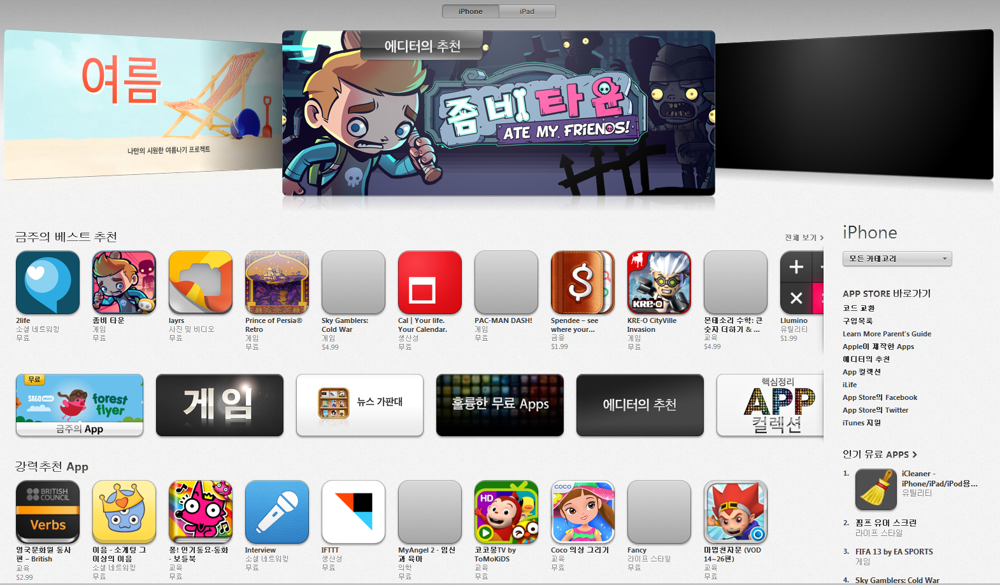 iPhone
iPad
여름
나만의 시원한 여름나기 프로젝트
에디터의 추천
좀비 타운
ATE MY FRIENDS!
금주의 베스트 추천
전체 보기 >
2life
소셜 네트워킹
무료
좀비 타운
게임
무료
layrs
사진 및 비디오
무료
Prince of Persia®
Retro
게임
무료
Sky Gamblers:
Cold War
게임
$4.99
Cal | Your life.
Your Calendar.
생산성
무료
PAC-MAN DASH!
게임
무료
Spendee – see
where your...
금융
$1.99
KRE-O
KRE-O CityVille
Invasion
게임
무료
몬테소리 수학: 큰
숫자 더하기 & ...
교육
$4.99
Llumino
유틸리티
$1.99
무료
SAGO mini
forest
flyer
금주의 App
게임
뉴스 가판대
훌륭한 무료 Apps
에디터의 추천
핵심정리
APP
컬렉션
강력추천 App
BRITISH
COUNCIL
Verbs
영국문화원 동사
편 – British
교육
$2.99
이음 - 소개팅 그
이상의 이음
소셜 네트워킹
무료
퐁! 인기동요·동화
- 보들북
교육
무료
Interview
소셜 네트워킹
무료
IFTTT
생산성
무료
MyAngel 2 - 임신
과 육아
의학
무료
HD
코코몽TV by
ToMoKiDS
교육
무료
COCO
Coco 의상 그리기
교육
무료
Fancy
라이프 스타일
무료
마법천자문 (VOD
14~26편)
교육
무료
iPhone
모든 카테고리
APP STORE 바로가기
코드 교환
구입목록
Learn More Parent's Guide
Apple이 제작한 Apps
에디터의 추천
App 컬렉션
iLife
App Store의 Facebook
App Store의 Twitter
iTunes 지원
인기 유료 APPS >
1. iCleaner -
iPhone/iPad/iPod용...
유틸리티
2. 핌프 유어 스크린
라이프 스타일
3. FIFA 13 by EA SPORTS
게임
4. Sky Gamblers: Cold War